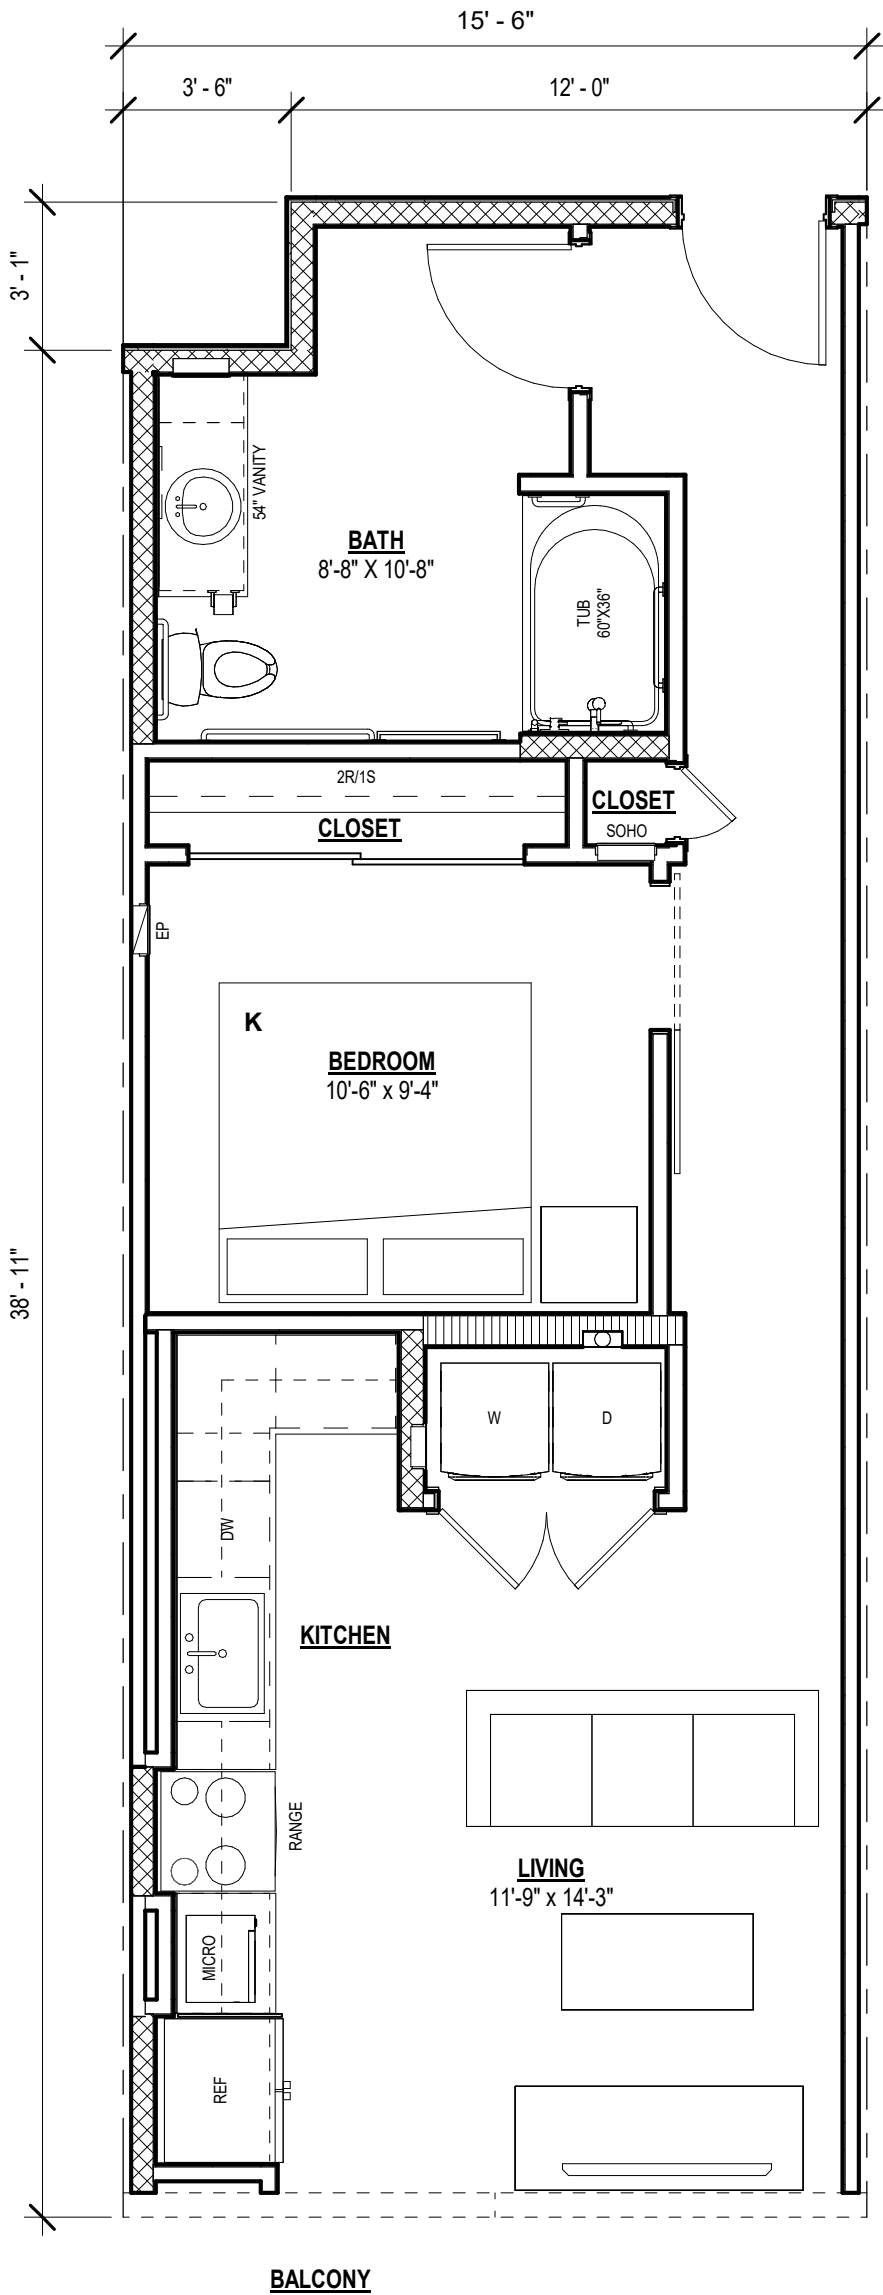 15' - 6"
3' - 6"
12' - 0"
3' - 1"
54" VANITY
BATH
8'-8" X 10'-8"
TUB
60"X36"
2R/1S
CLOSET
CLOSET
SOHO
EP
K
BEDROOM
10'-6" x 9'-4"
38' - 11"
W
D
DW
KITCHEN
RANGE
LIVING
11'-9" x 14'-3"
MICRO
REF
BALCONY